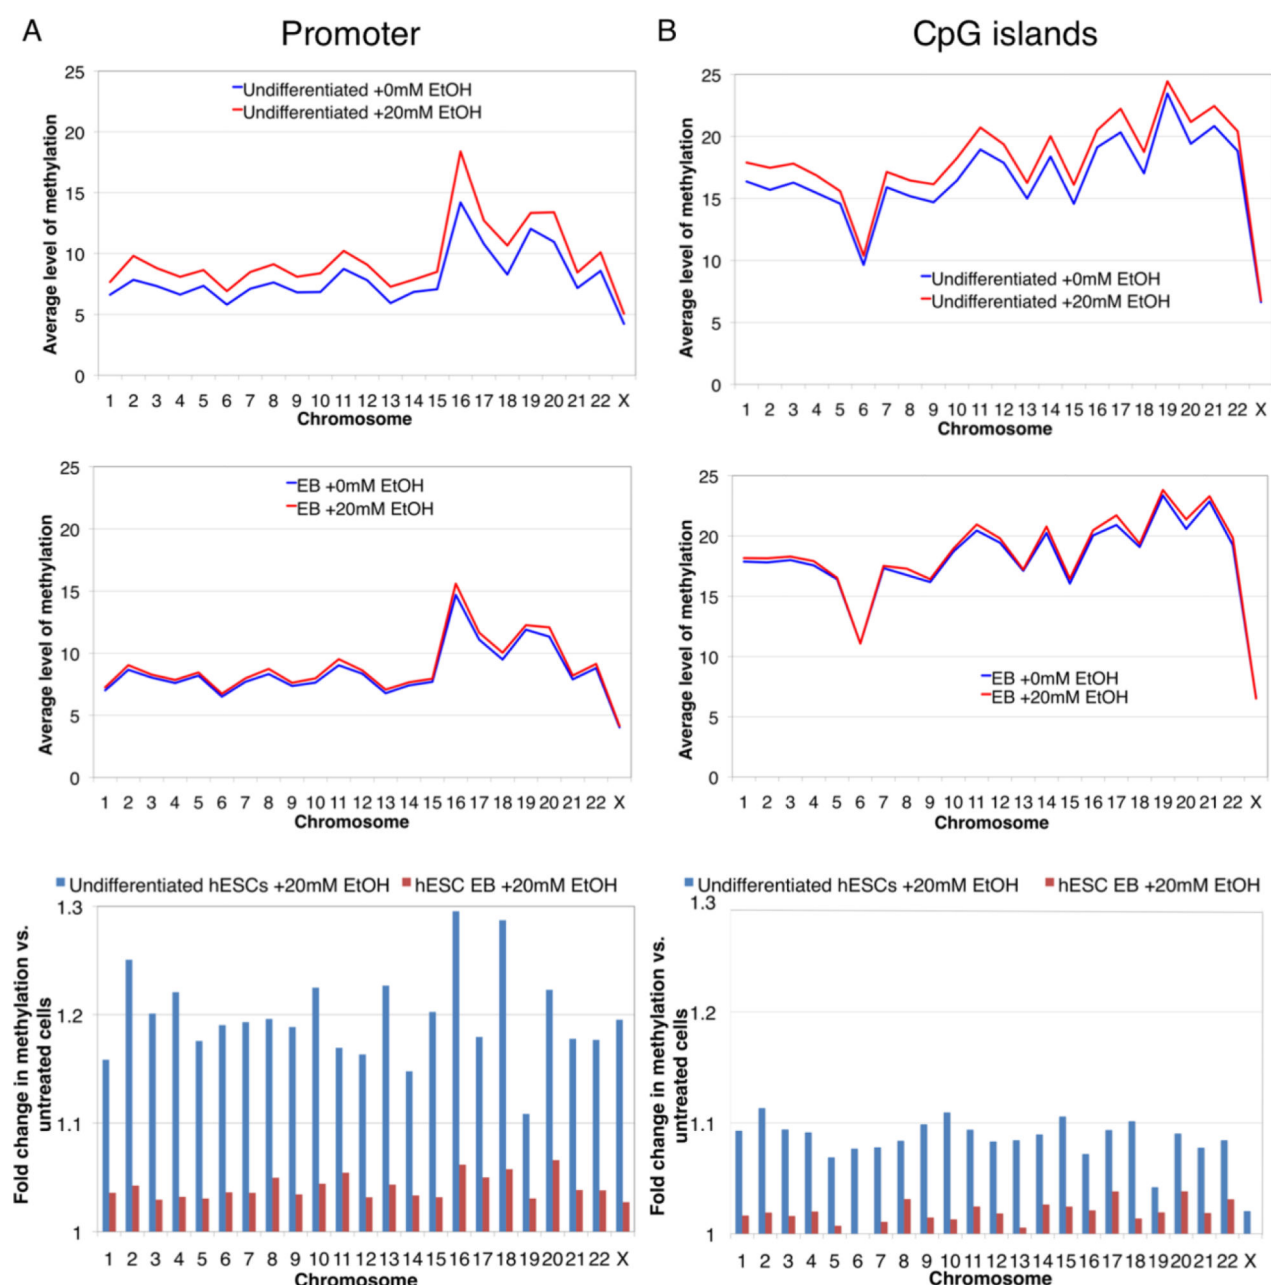 A Promoter
25
20
15
10
5
0
Average level of methylation
Undifferentiated +0mM EtOH
Undifferentiated +20mM EtOH
1 2 3 4 5 6 7 8 9 10 11 12 13 14 15 16 17 18 19 20 21 22 X
Chromosome
B CpG islands
25
20
15
10
5
0
Average level of methylation
Undifferentiated +0mM EtOH
Undifferentiated +20mM EtOH
1 2 3 4 5 6 7 8 9 10 11 12 13 14 15 16 17 18 19 20 21 22 X
Chromosome
25
20
15
10
5
0
Average level of methylation
EB +0mM EtOH
EB +20mM EtOH
1 2 3 4 5 6 7 8 9 10 11 12 13 14 15 16 17 18 19 20 21 22 X
Chromosome
25
20
15
10
5
0
Average level of methylation
EB +0mM EtOH
EB +20mM EtOH
1 2 3 4 5 6 7 8 9 10 11 12 13 14 15 16 17 18 19 20 21 22 X
Chromosome
Undifferentiated hESCs +20mM EtOH hESC EB +20mM EtOH
1.3
1.2
1.1
1
Fold change in methylation vs.
untreated cells
1 2 3 4 5 6 7 8 9 10 11 12 13 14 15 16 17 18 19 20 21 22 X
Chromosome
Undifferentiated hESCs +20mM EtOH hESC EB +20mM EtOH
1.3
1.2
1.1
1
Fold change in methylation vs.
untreated cells
1 2 3 4 5 6 7 8 9 10 11 12 13 14 15 16 17 18 19 20 21 22 X
Chromosome